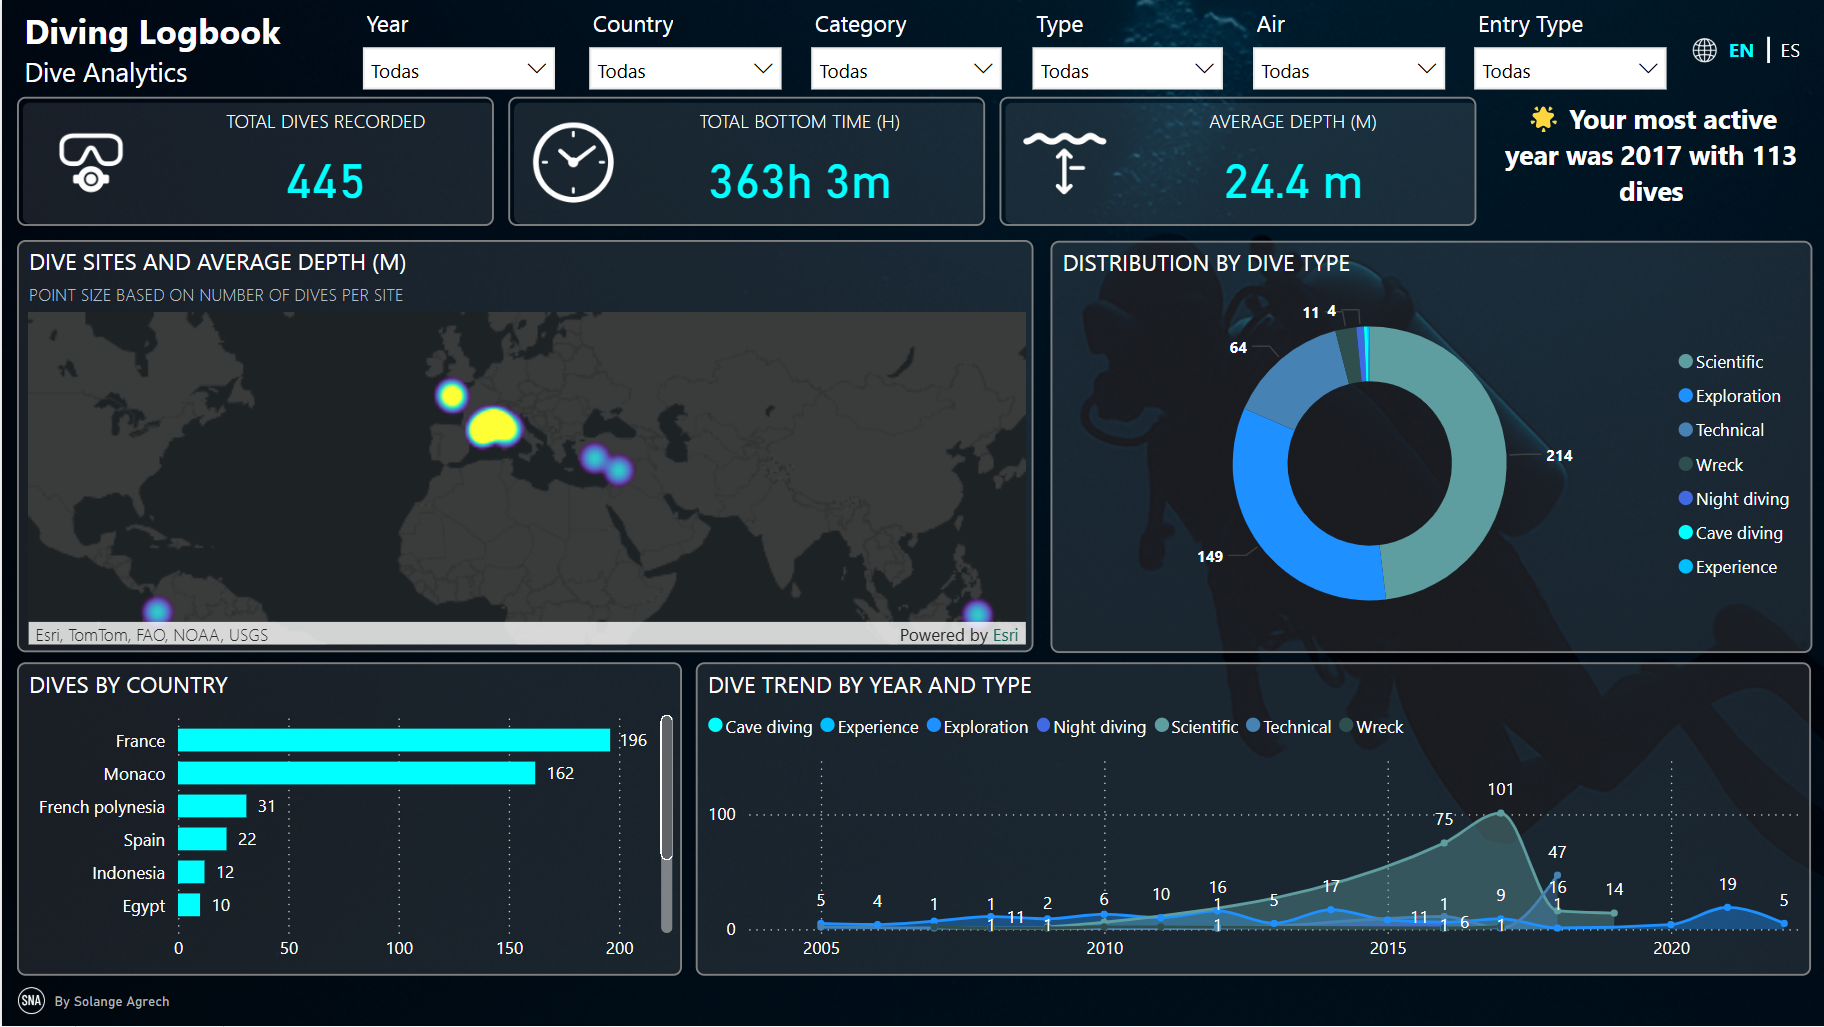 Diving Logbook
Dive Analytics
Year
Country
Category
Type
Air
Entry Type
Todas
Todas
Todas
Todas
Todas
Todas
EN | ES
TOTAL DIVES RECORDED
445
TOTAL BOTTOM TIME (H)
363h 3m
AVERAGE DEPTH (M)
24.4 m
Your most active
year was 2017 with 113
dives
DIVE SITES AND AVERAGE DEPTH (M)
POINT SIZE BASED ON NUMBER OF DIVES PER SITE
Esri, TomTom, FAO, NOAA, USGS
Powered by Esri
DISTRIBUTION BY DIVE TYPE
11 4
64
214
149
Scientific
Exploration
Technical
Wreck
Night diving
Cave diving
Experience
DIVES BY COUNTRY
France 196
Monaco 162
French polynesia 31
Spain 22
Indonesia 12
Egypt 10
0 50 100 150 200
DIVE TREND BY YEAR AND TYPE
Cave diving Experience Exploration Night diving Scientific Technical Wreck
101
100
75
47
5 4 1 1 2 6 10 16 5 17 1 9 16 14 19 5
11 1 11 6 1
1 1 1 1 1
0
2005 2010 2015 2020
SNA By Solange Agrech